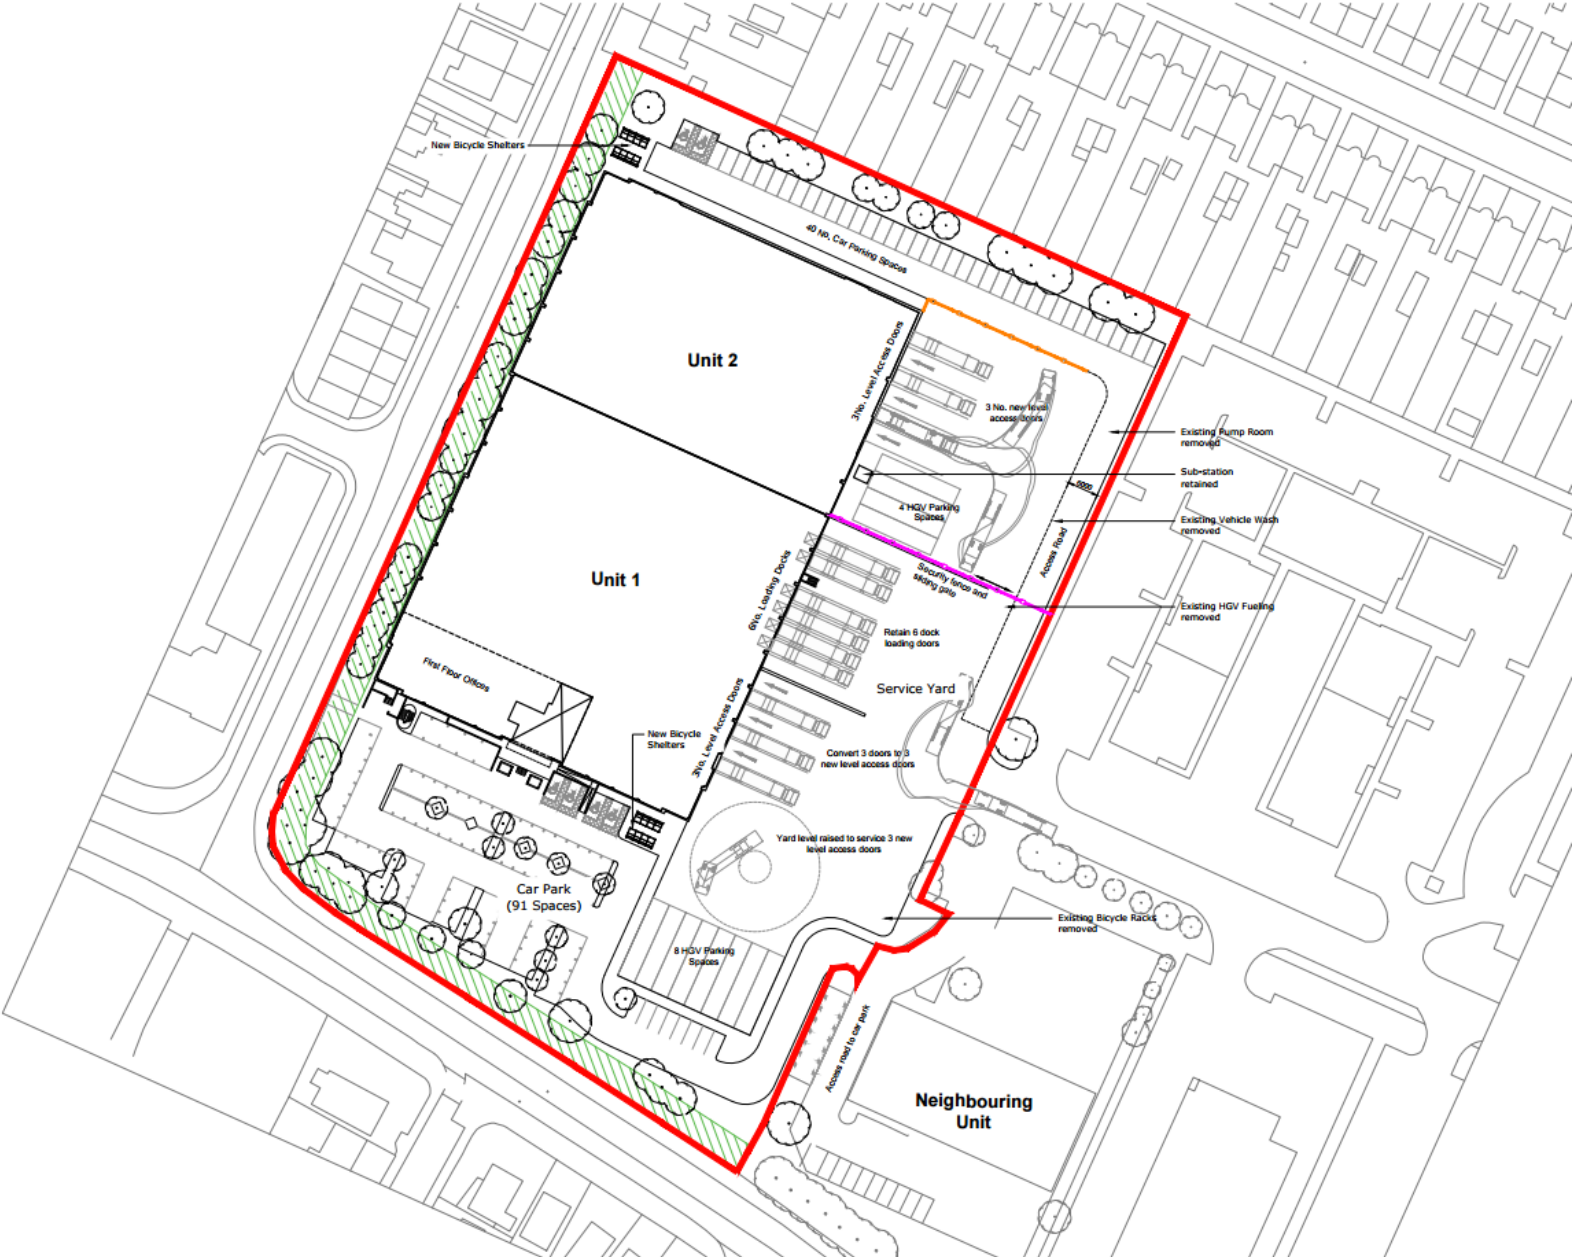 New Bicycle Shelters
40 No. Car Parking Spaces
Unit 2
3No. Level Access Doors
3 No. new level
access doors
Existing Pump Room
removed
Sub-station
retained
6000
4 HGV Parking
Spaces
Existing Vehicle Wash
removed
Access Road
Security fence and
sliding gate
Unit 1
6No. Loading Docks
Existing HGV Fueling
removed
Retain 6 dock
loading doors
First Floor Offices
Service Yard
3No. Level Access Doors
New Bicycle
Shelters
Convert 3 doors to 3
new level access doors
Yard level raised to service 3 new
level access doors
Car Park
(91 Spaces)
Existing Bicycle Racks
removed
8 HGV Parking
Spaces
Access road to car park
Neighbouring
Unit